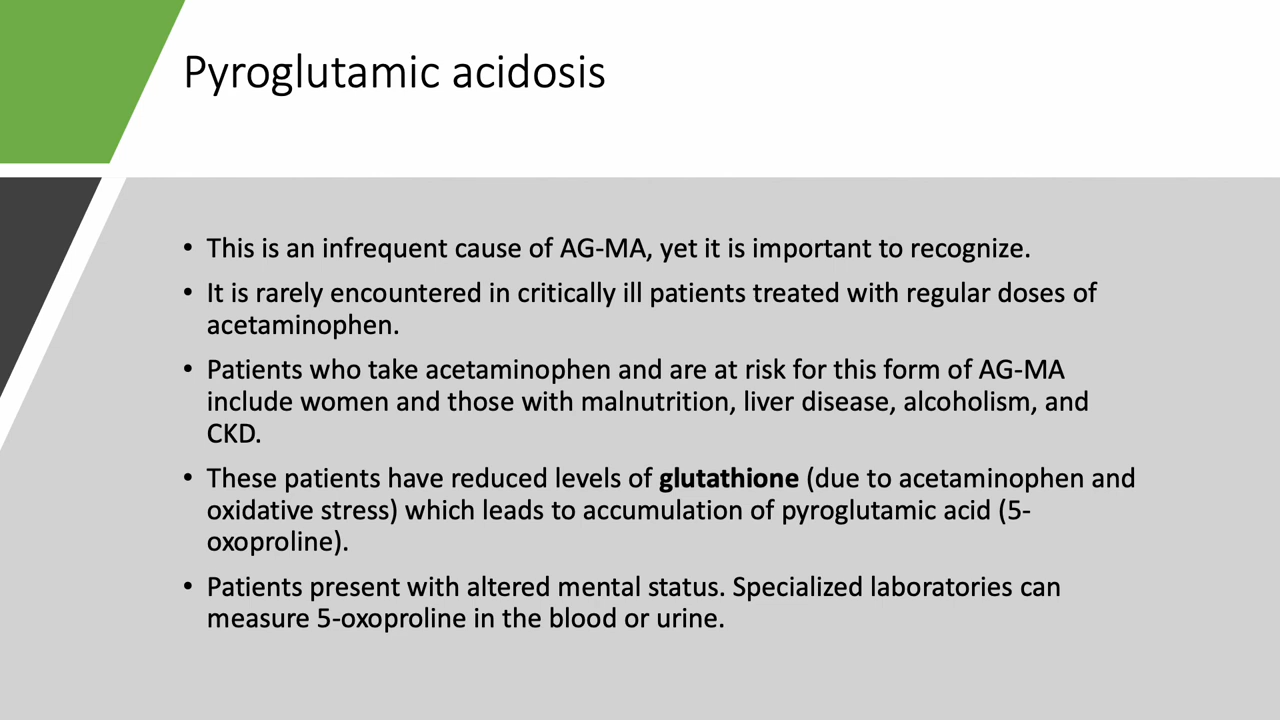 Pyroglutamic acidosis
• This is an infrequent cause of AG-MA, yet it is important to recognize.
• It is rarely encountered in critically ill patients treated with regular doses of
acetaminophen.
• Patients who take acetaminophen and are at risk for this form of AG-MA
include women and those with malnutrition, liver disease, alcoholism, and
CKD.
• These patients have reduced levels of glutathione (due to acetaminophen and
oxidative stress) which leads to accumulation of pyroglutamic acid (5-
oxoproline).
• Patients present with altered mental status. Specialized laboratories can
measure 5-oxoproline in the blood or urine.